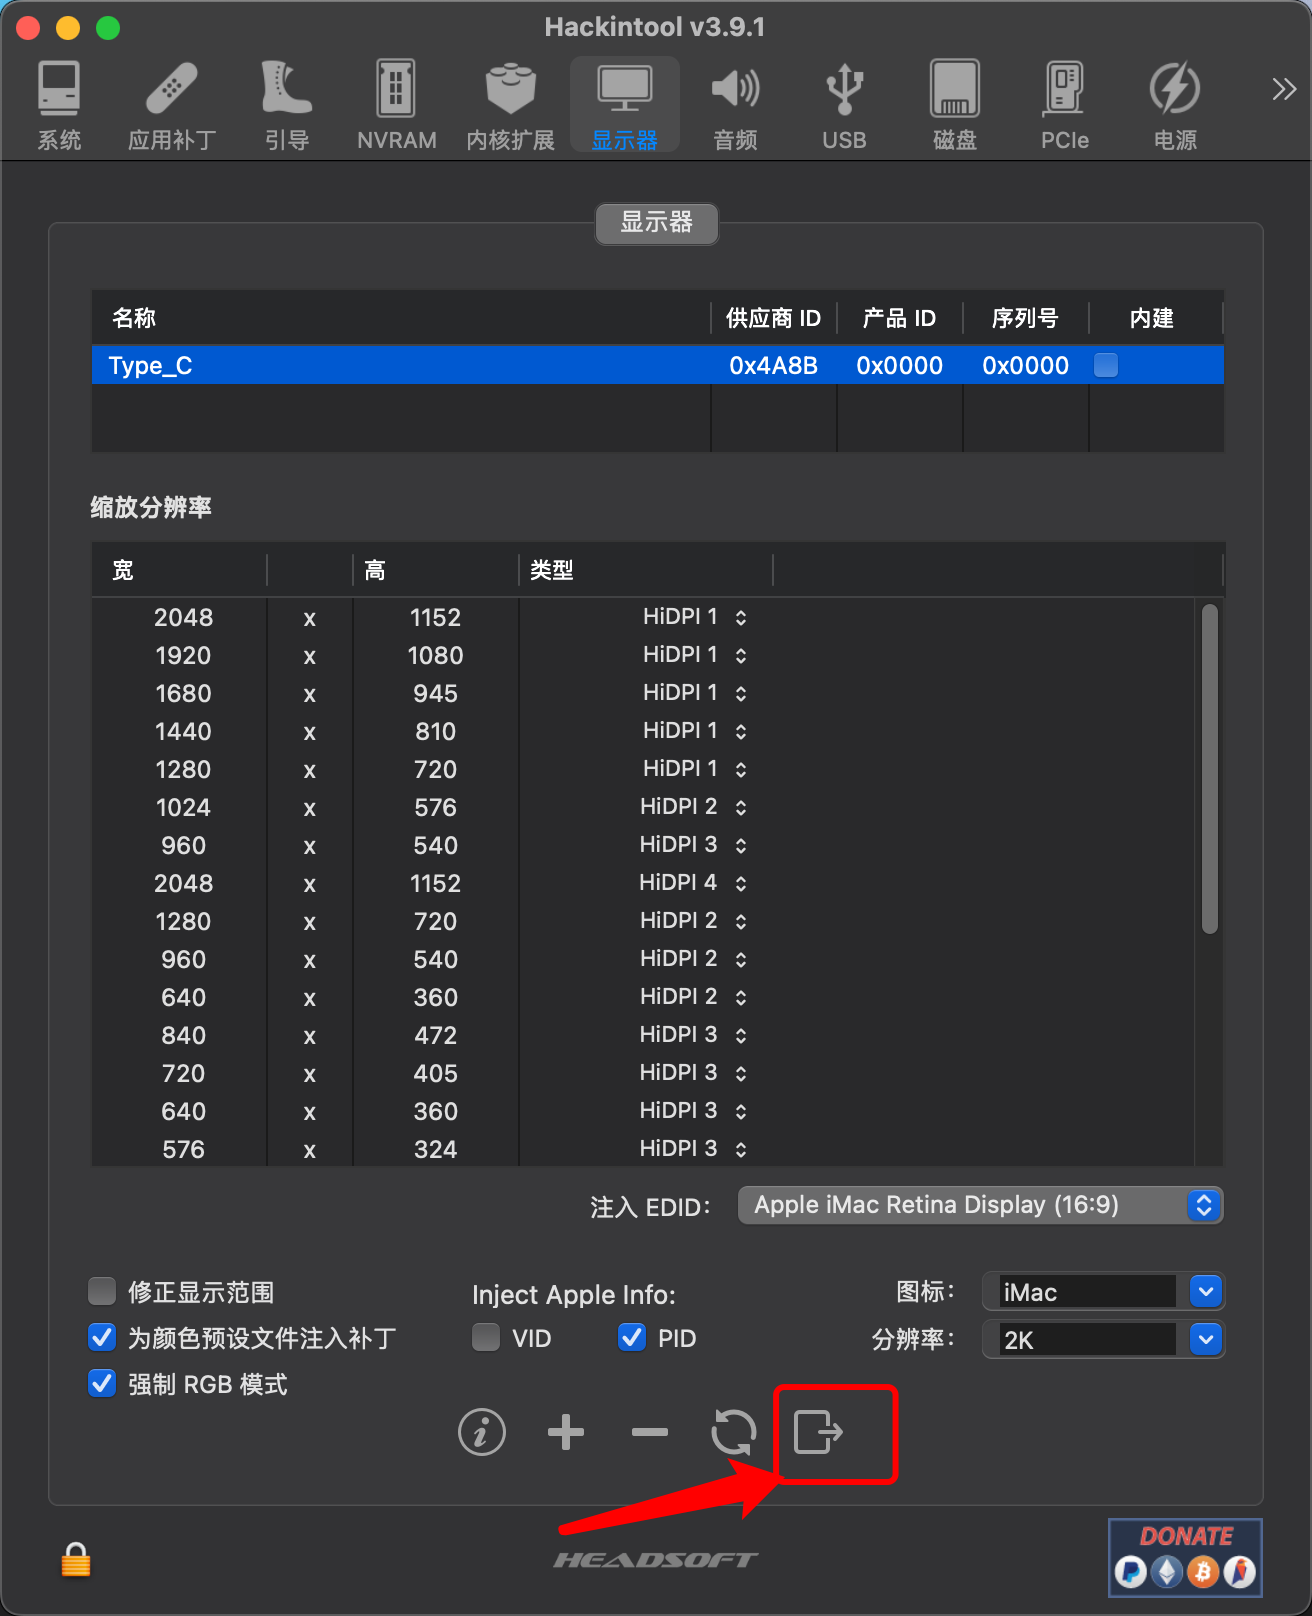 Hackintool v3.9.1
系统 应用补丁 引导 NVRAM 内核扩展 显示器 音频 USB 磁盘 PCIe 电源
显示器
名称 供应商 ID 产品 ID 序列号 内建
Type_C 0x4A8B 0x0000 0x0000
缩放分辨率
宽 高 类型
2048 x 1152 HiDPI 1
1920 x 1080 HiDPI 1
1680 x 945 HiDPI 1
1440 x 810 HiDPI 1
1280 x 720 HiDPI 1
1024 x 576 HiDPI 2
960 x 540 HiDPI 3
2048 x 1152 HiDPI 4
1280 x 720 HiDPI 2
960 x 540 HiDPI 2
640 x 360 HiDPI 2
840 x 472 HiDPI 3
720 x 405 HiDPI 3
640 x 360 HiDPI 3
576 x 324 HiDPI 3
注入 EDID： Apple iMac Retina Display (16:9)
修正显示范围 Inject Apple Info: 图标： iMac
为颜色预设文件注入补丁 VID PID 分辨率： 2K
强制 RGB 模式
HEADSOFT
DONATE